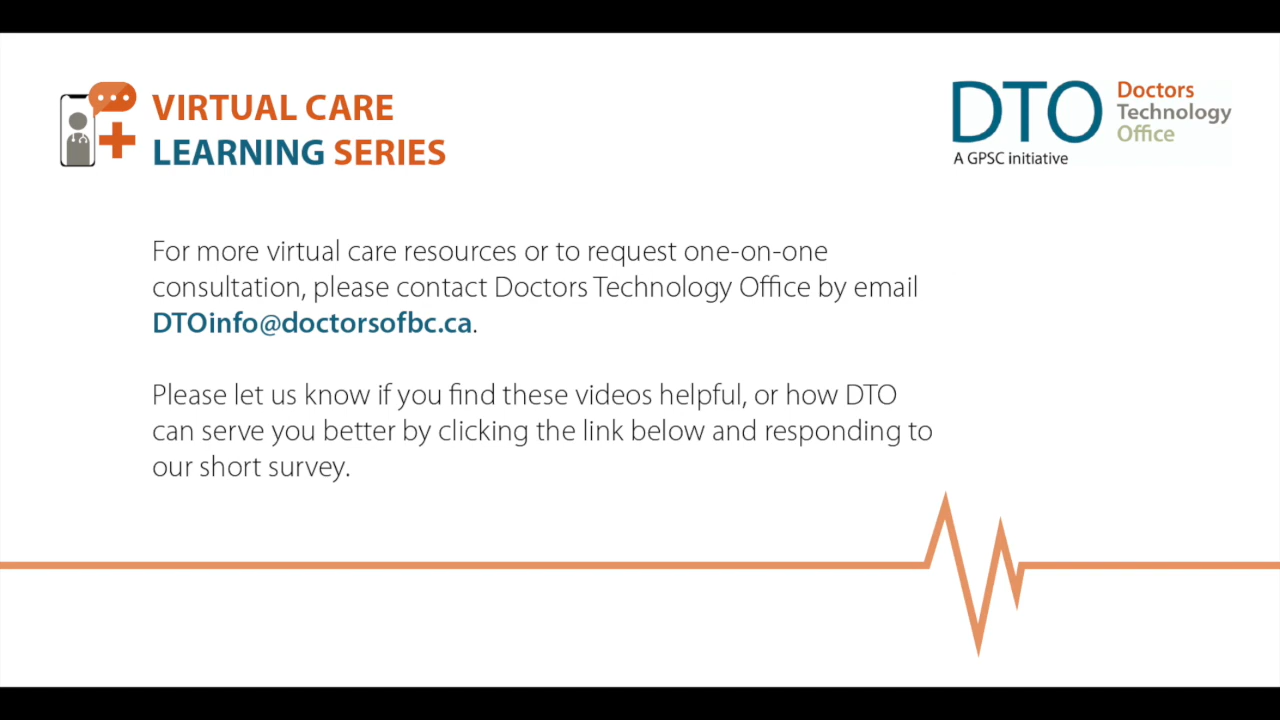 VIRTUAL CARE
LEARNING SERIES
DTO
Doctors
Technology
Office
A GPSC initiative
For more virtual care resources or to request one-on-one
consultation, please contact Doctors Technology Office by email
DTOinfo@doctorsofbc.ca.
Please let us know if you find these videos helpful, or how DTO
can serve you better by clicking the link below and responding to
our short survey.